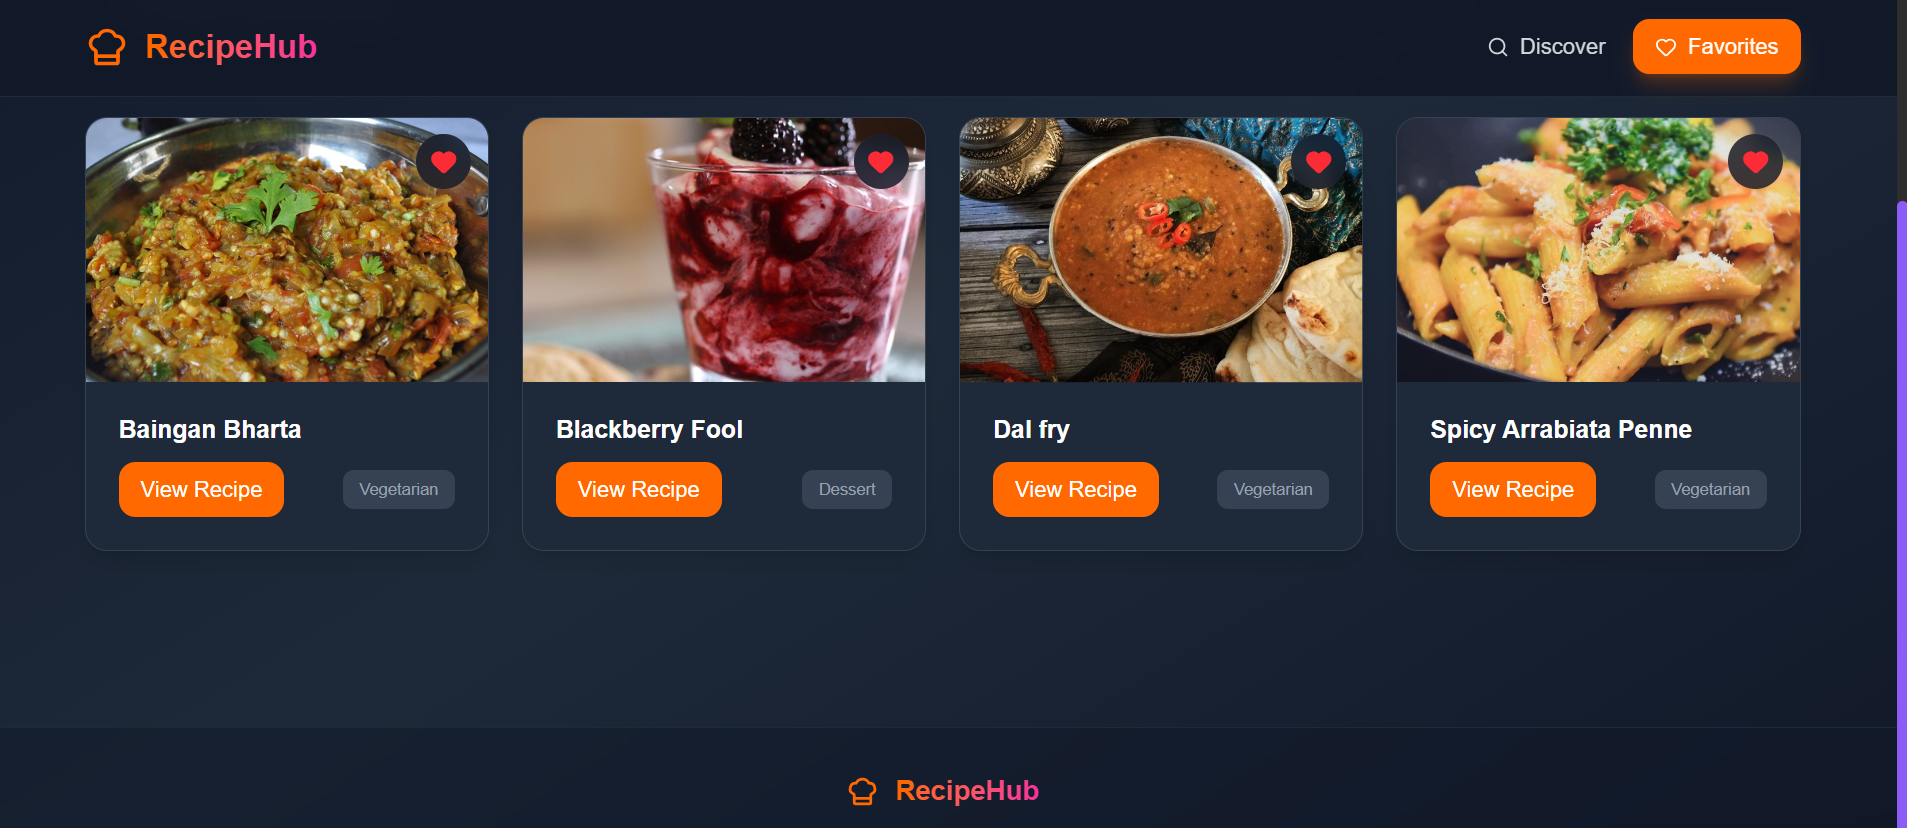 RecipeHub
Discover
Favorites
Baingan Bharta
View Recipe
Vegetarian
Blackberry Fool
View Recipe
Dessert
Dal fry
View Recipe
Vegetarian
Spicy Arrabiata Penne
View Recipe
Vegetarian
RecipeHub